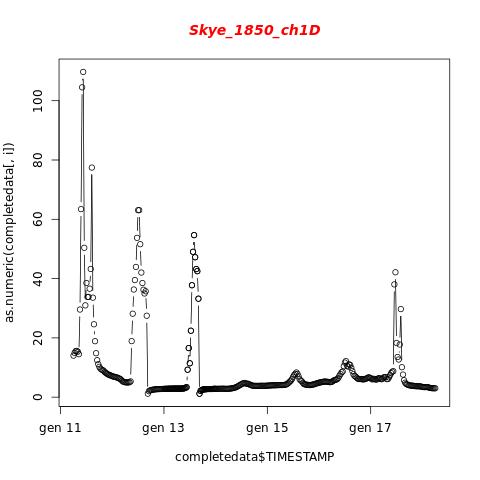 Skye_1850_ch1D
as.numeric(completedata[, i])
100
80
60
40
20
0
gen 11 gen 13 gen 15 gen 17
completedata$TIMESTAMP